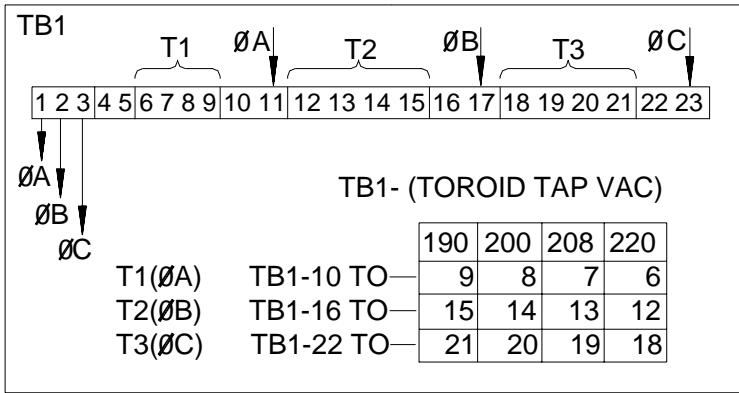 TB1
T1 ØA T2 ØB T3 ØC
1 2 3 4 5 6 7 8 9 10 11 12 13 14 15 16 17 18 19 20 21 22 23
ØA
ØB
ØC
TB1- (TOROID TAP VAC)
190 200 208 220
T1(ØA) TB1-10 TO 9 8 7 6
T2(ØB) TB1-16 TO 15 14 13 12
T3(ØC) TB1-22 TO 21 20 19 18